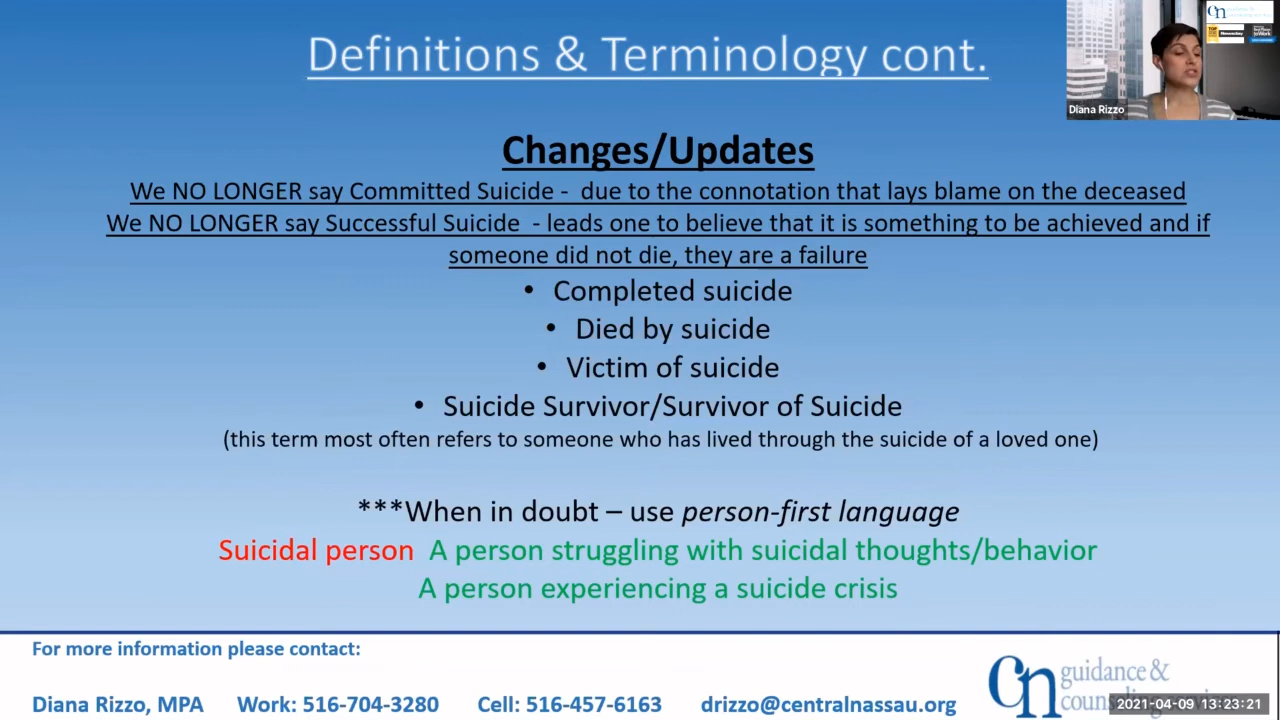 Definitions & Terminology cont.
Diana Rizzo
Changes/Updates
We NO LONGER say Committed Suicide - due to the connotation that lays blame on the deceased
We NO LONGER say Successful Suicide - leads one to believe that it is something to be achieved and if
someone did not die, they are a failure
• Completed suicide
• Died by suicide
• Victim of suicide
• Suicide Survivor/Survivor of Suicide
(this term most often refers to someone who has lived through the suicide of a loved one)
***When in doubt – use person-first language
Suicidal person A person struggling with suicidal thoughts/behavior
A person experiencing a suicide crisis
For more information please contact:
Diana Rizzo, MPA Work: 516-704-3280 Cell: 516-457-6163 drizzo@centralnassau.org
cn guidance &
2021-04-09 13:23:21